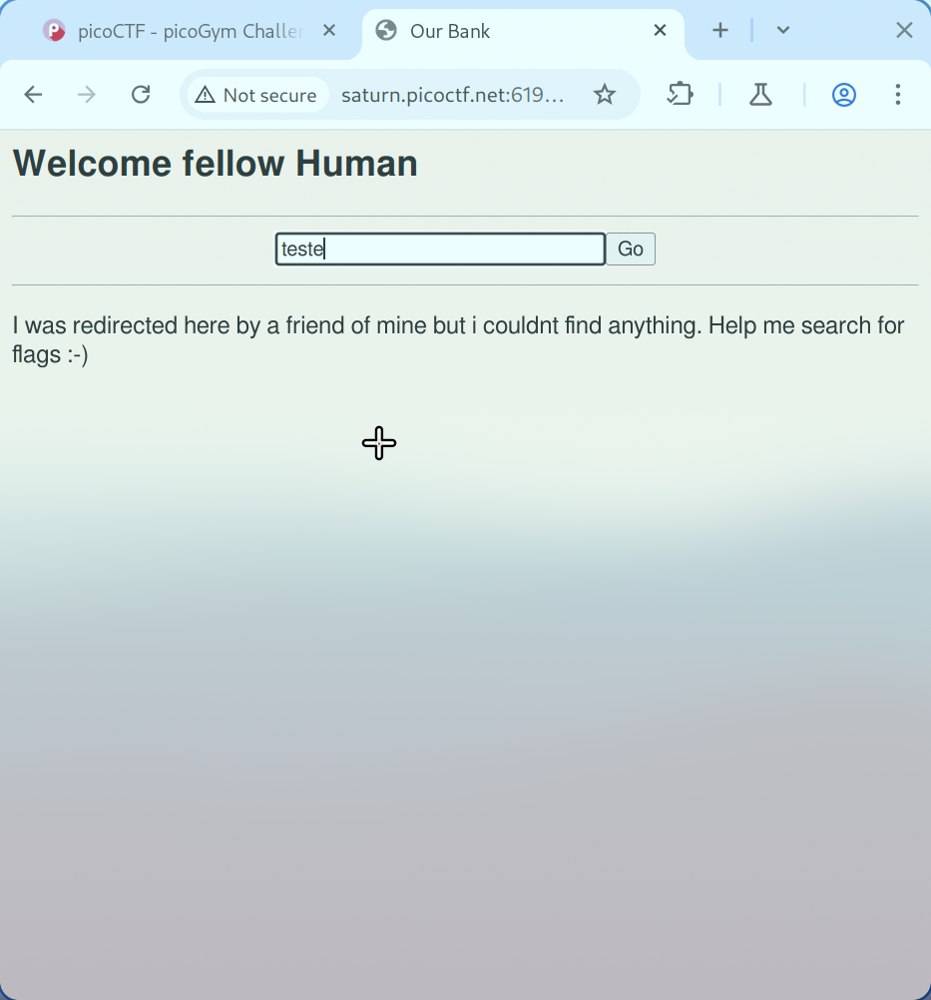 picoCTF - picoGym Challe
Our Bank
Not secure
saturn.picoctf.net:619...
Welcome fellow Human
teste
Go
I was redirected here by a friend of mine but i couldnt find anything. Help me search for
flags :-)